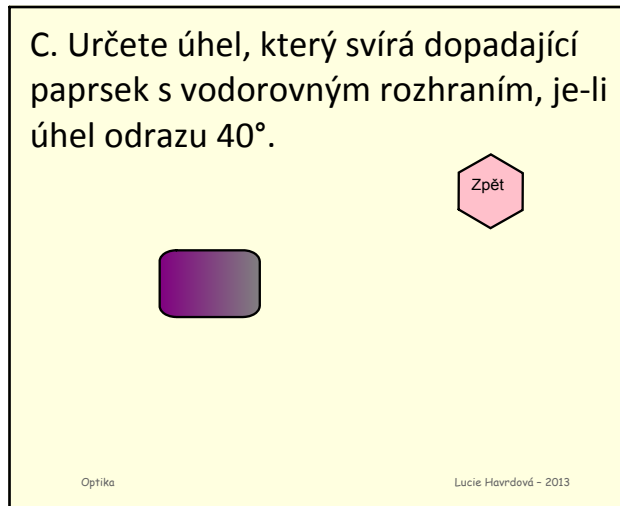 C. Určete úhel, který svírá dopadající
paprsek s vodorovným rozhraním, je-li
úhel odrazu 40°.
Zpět
Optika
Lucie Havrdová – 2013